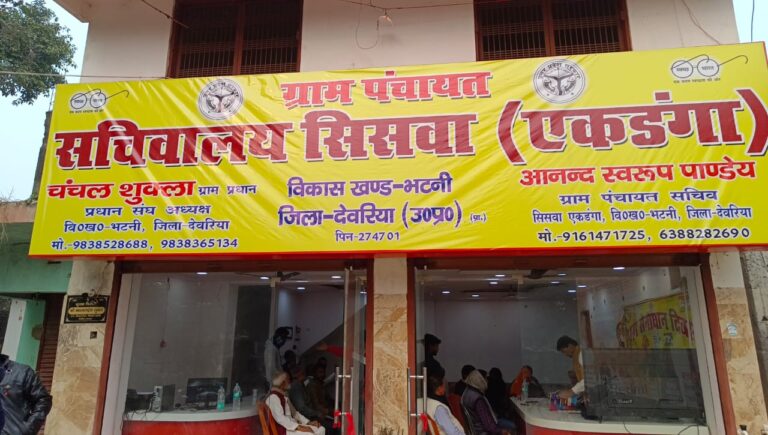 ग्राम पंचायत
सचिवालय सिसवा (एकडंगा)
चंचल शुक्ला ग्राम प्रधान
प्रधान संघ अध्यक्ष
वि०ख०-भटनी, जिला-देवरिया
मो.-9838528688, 9838365134
विकास खण्ड-भटनी
जिला-देवरिया (उ०प्र०) (प्रा.)
पिन-274701
आनन्द स्वरूप पाण्डेय
ग्राम पंचायत सचिव
सिसवा एकडंगा, वि०ख०-भटनी, जिला-देवरिया
मो.-9161471725, 6388282690